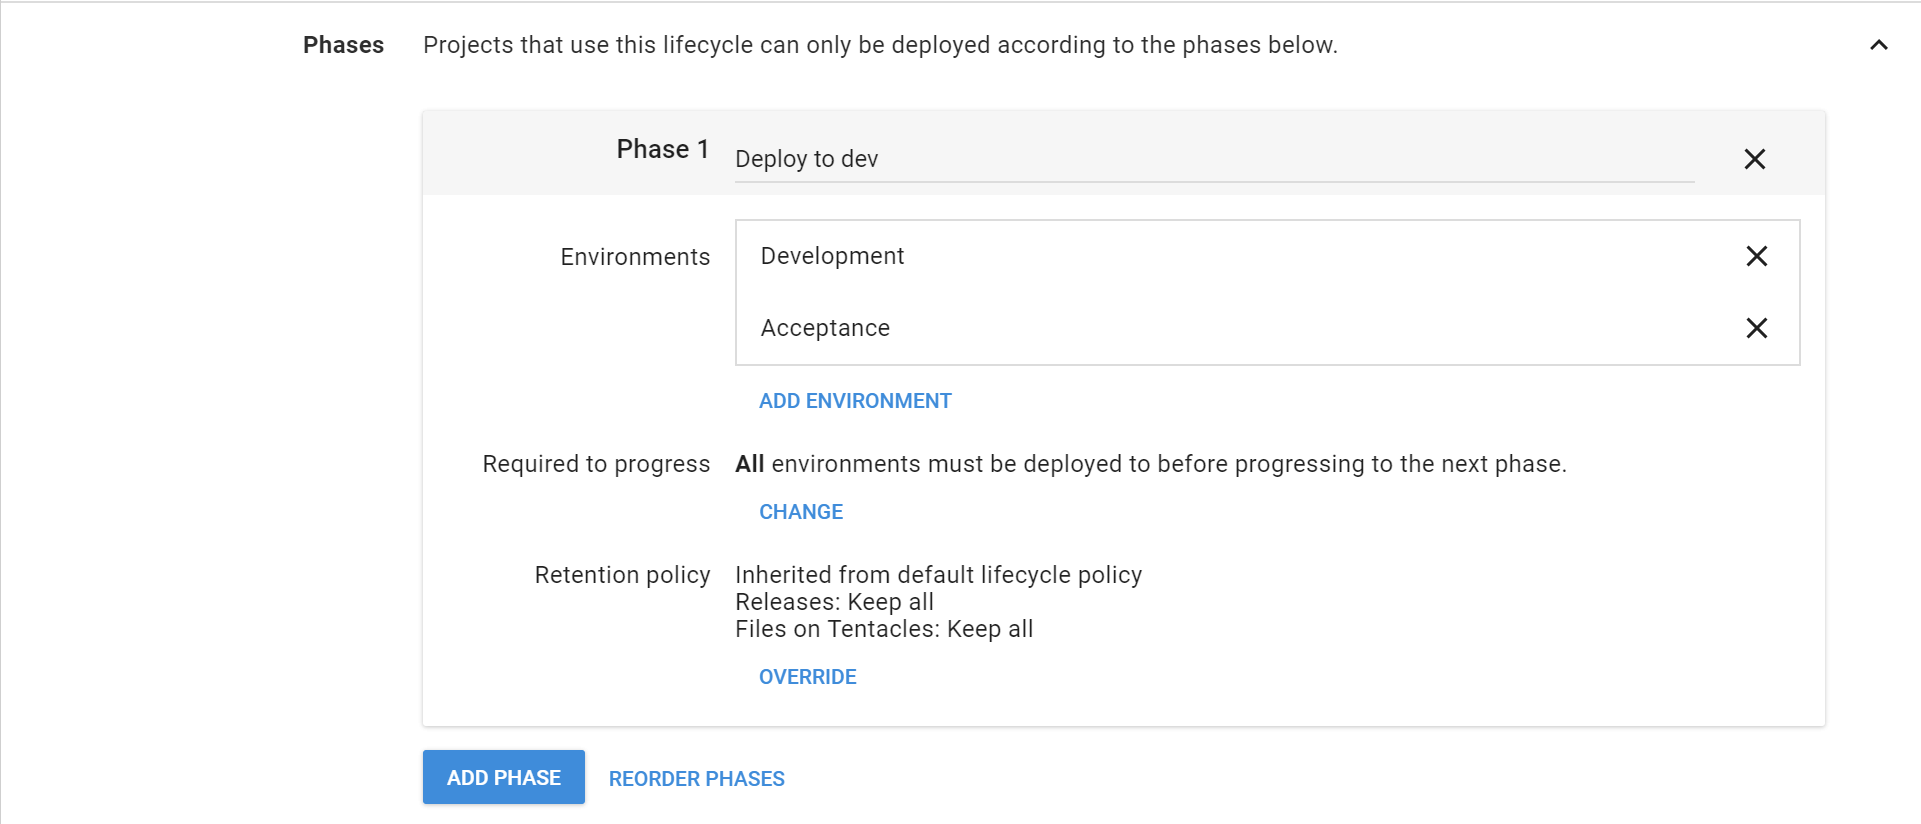 Phases Projects that use this lifecycle can only be deployed according to the phases below.
Phase 1 Deploy to dev
Environments Development
Acceptance
ADD ENVIRONMENT
Required to progress All environments must be deployed to before progressing to the next phase.
CHANGE
Retention policy Inherited from default lifecycle policy
Releases: Keep all
Files on Tentacles: Keep all
OVERRIDE
ADD PHASE REORDER PHASES